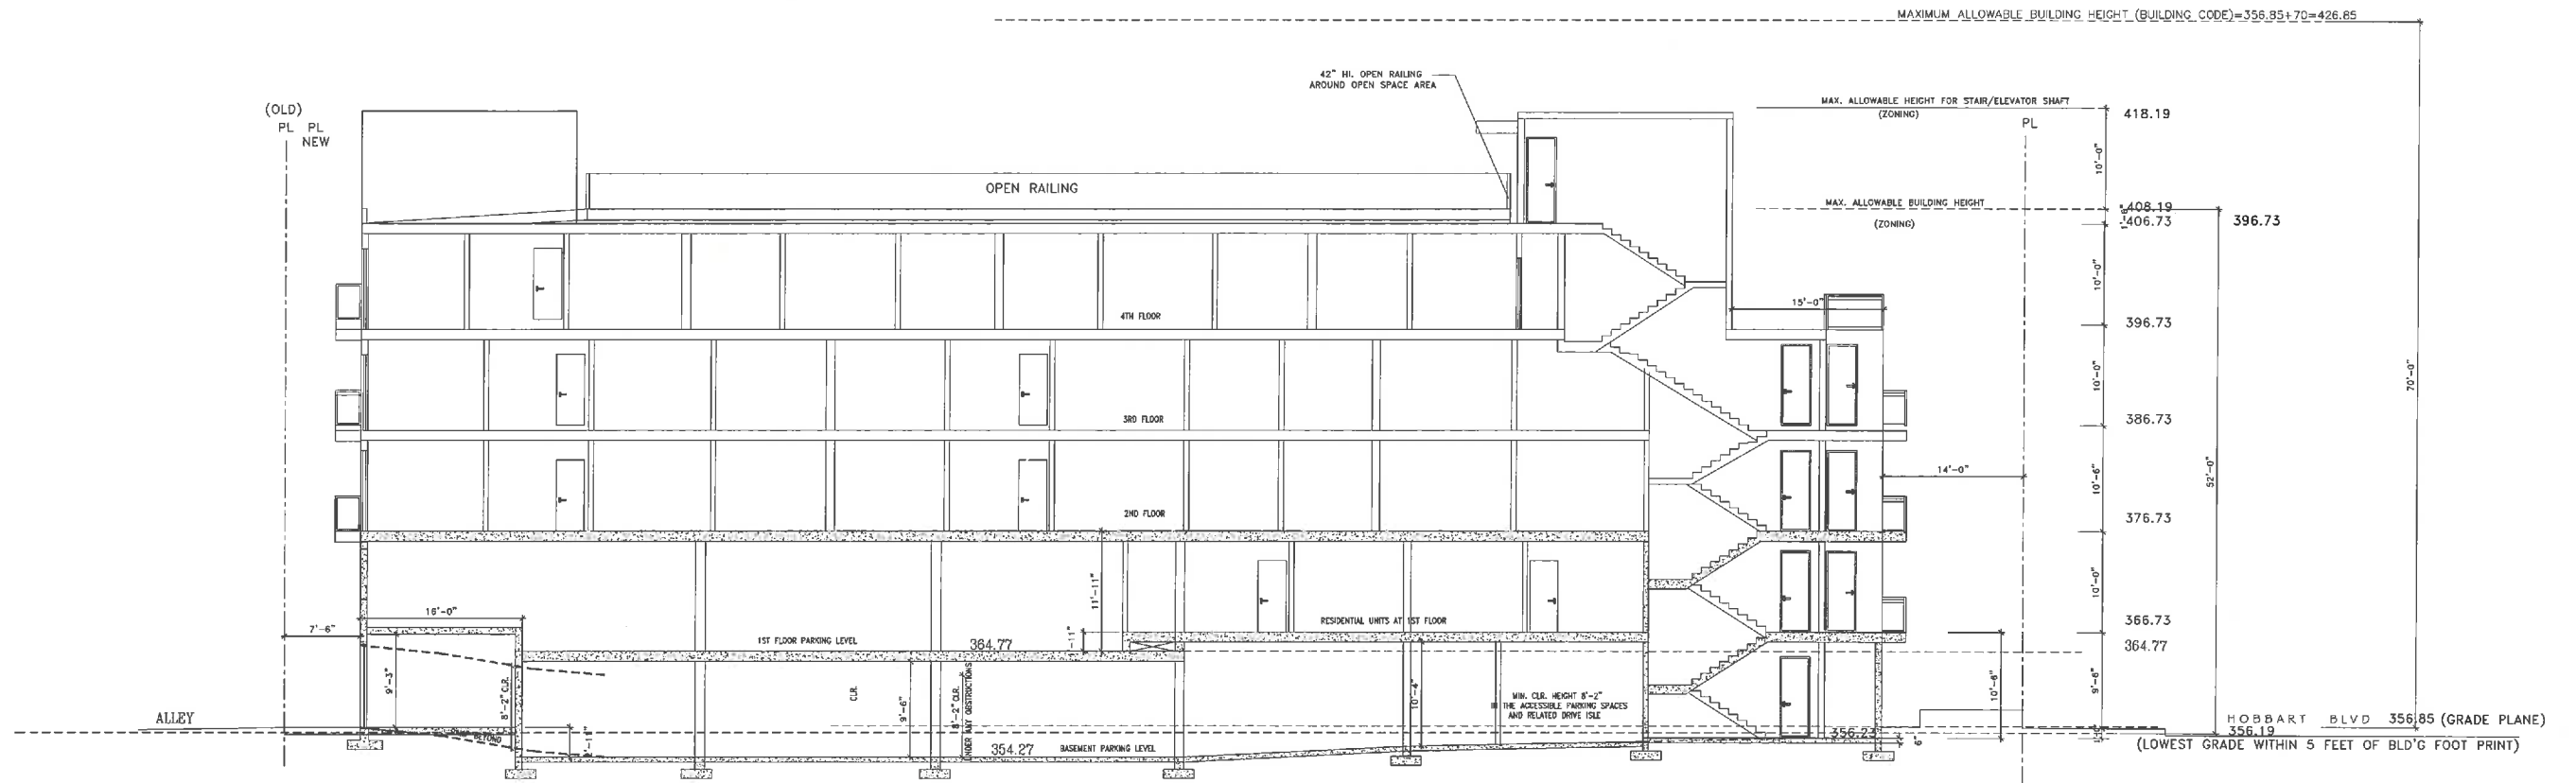 MAXIMUM ALLOWABLE BUILDING HEIGHT (BUILDING CODE)=356.85+70=426.85
42" HI. OPEN RAILING
AROUND OPEN SPACE AREA
(OLD)
PL PL
NEW
MAX. ALLOWABLE HEIGHT FOR STAIR/ELEVATOR SHAFT
(ZONING)
418.19
PL
10'-0"
OPEN RAILING
MAX. ALLOWABLE BUILDING HEIGHT
(ZONING)
408.19
406.73
396.73
10'-0"
15'-0"
4TH FLOOR
396.73
10'-0"
70'-0"
3RD FLOOR
386.73
14'-0"
10'-6"
52'-0"
2ND FLOOR
376.73
10'-0"
11'-11"
16'-0"
7'-6"
RESIDENTIAL UNITS AT 1ST FLOOR
366.73
1ST FLOOR PARKING LEVEL
364.77
364.77
9'-3"
8'-2" CLR.
CLR.
9'-6"
8'-2" CLR.
UNDER ANY OBSTRUCTIONS
10'-4"
MIN. CLR. HEIGHT 8'-2"
THE ACCESSIBLE PARKING SPACES
AND RELATED DRIVE ISLE
10'-6"
9'-6"
ALLEY
HOBBART BLVD 356.85 (GRADE PLANE)
356.23
356.19
6"
354.27
BASEMENT PARKING LEVEL
(LOWEST GRADE WITHIN 5 FEET OF BLD'G FOOT PRINT)